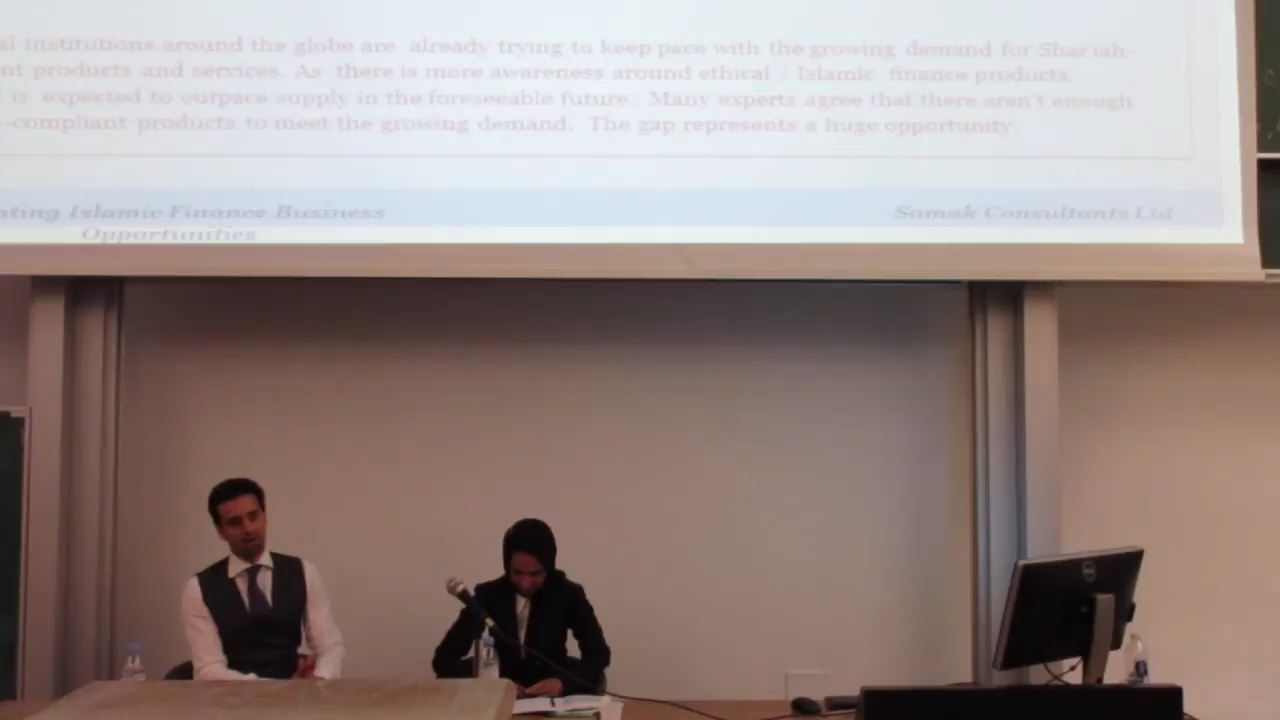 al institutions around the globe are already trying to keep pace with the growing demand for Shariah-
nt products and services. As there is more awareness around ethical / Islamic finance products,
is expected to outpace supply in the foreseeable future. Many experts agree that there aren't enough
-compliant products to meet the growing demand. The gap represents a huge opportunity.
ating Islamic Finance Business
Opportunities
Samak Consultants Ltd
DELL